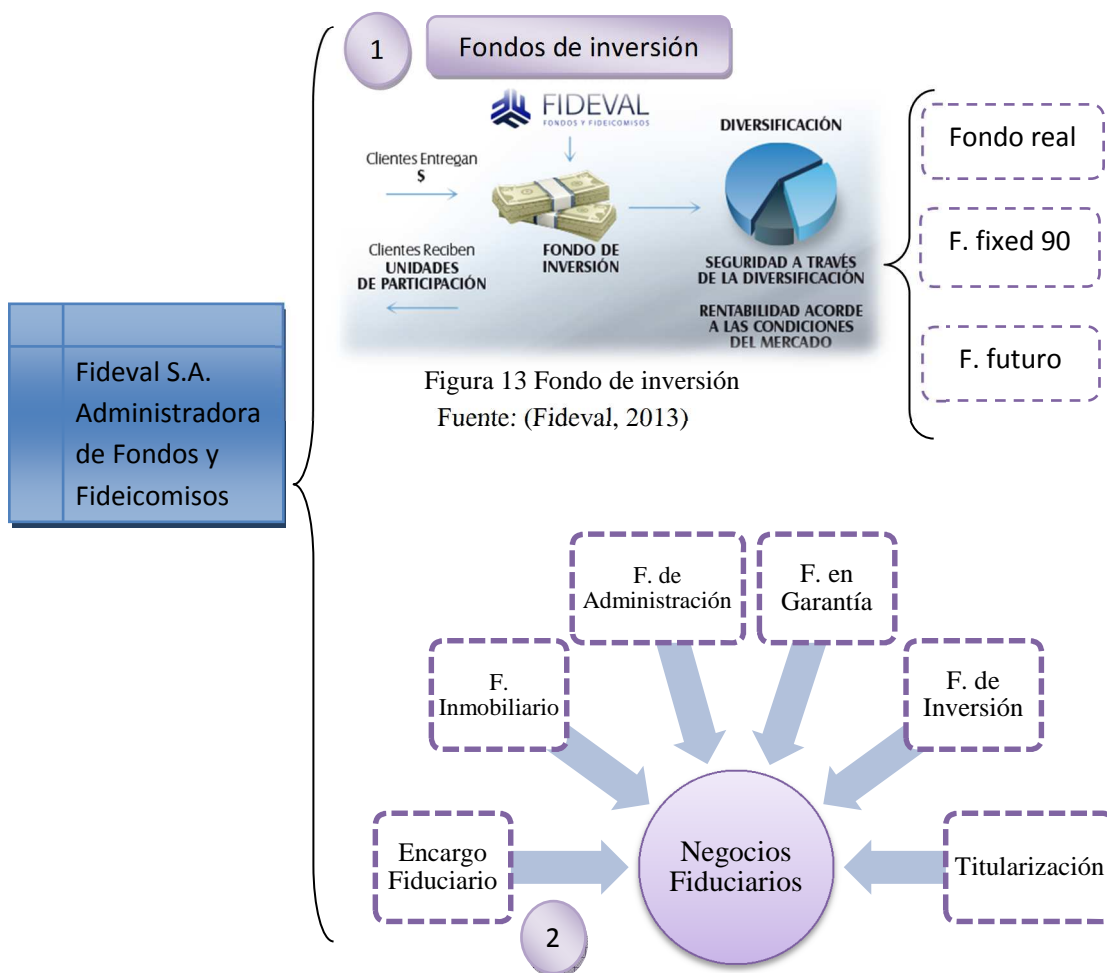 1
Fondos de inversión
FIDEVAL
FONDOS Y FIDEICOMISOS
Clientes Entregan
$
Clientes Reciben
UNIDADES
DE PARTICIPACIÓN
FONDO DE
INVERSIÓN
DIVERSIFICACIÓN
SEGURIDAD A TRAVÉS
DE LA DIVERSIFICACIÓN
RENTABILIDAD ACORDE
A LAS CONDICIONES
DEL MERCADO
Fondo real
F. fixed 90
F. futuro
Figura 13 Fondo de inversión
Fuente: (Fideval, 2013)
Fideval S.A.
Administradora
de Fondos y
Fideicomisos
F. de
Administración
F. en
Garantía
F.
Inmobiliario
F. de
Inversión
Encargo
Fiduciario
Negocios
Fiduciarios
Titularización
2